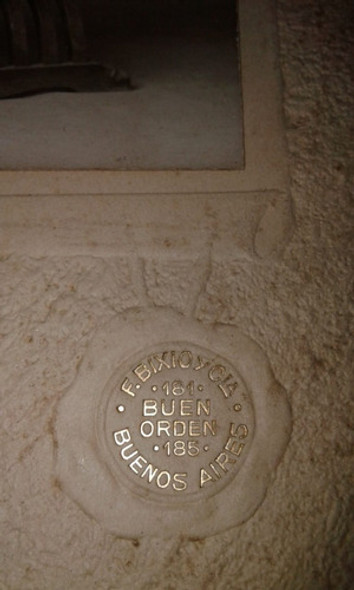 F. BIXIO Y CIA
·181·
BUEN
ORDEN
·185·
BUENOS AIRES